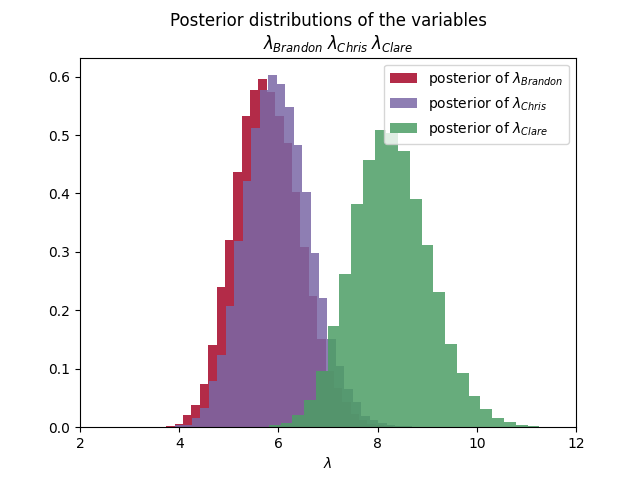 Posterior distributions of the variables
λBrandon λChris λClare
posterior of λBrandon
posterior of λChris
posterior of λClare
0.6
0.5
0.4
0.3
0.2
0.1
0.0
2 4 6 8 10 12
λ